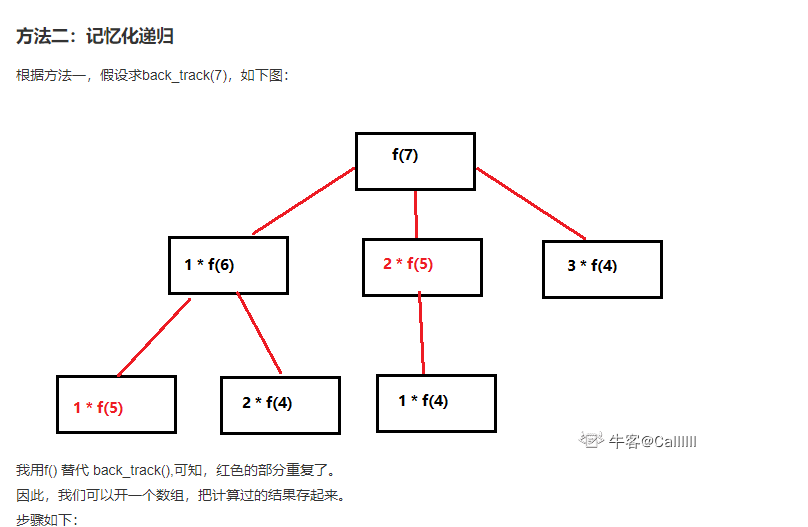 方法二：记忆化递归
根据方法一，假设求back_track(7)，如下图：
f(7)
1 * f(6)
2 * f(5)
3 * f(4)
1 * f(5)
2 * f(4)
1 * f(4)
牛客@Calllll
我用f() 替代 back_track(),可知，红色的部分重复了。
因此，我们可以开一个数组，把计算过的结果存起来。
步骤如下：